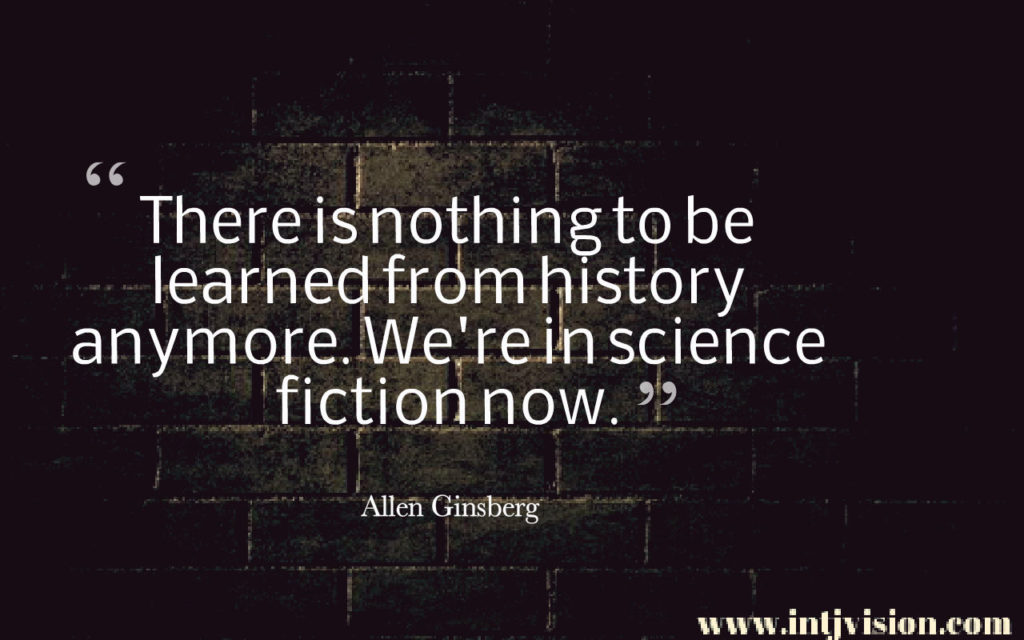 “ There is nothing to be
learned from history
anymore. We're in science
fiction now. ”
Allen Ginsberg
www.intjvision.com